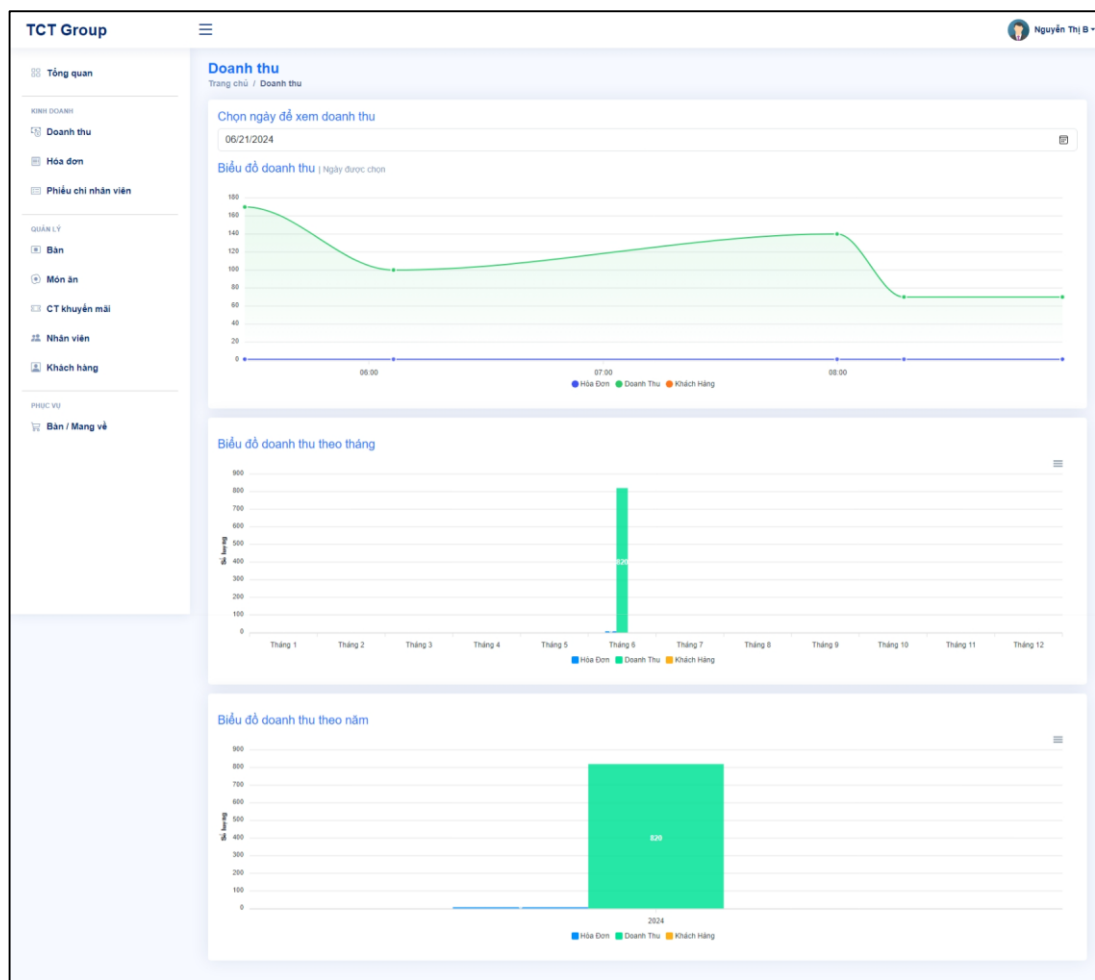 TCT Group
Nguyễn Thị B
Tổng quan
KINH DOANH
Doanh thu
Hóa đơn
Phiếu chi nhân viên
QUẢN LÝ
Bàn
Món ăn
CT khuyến mãi
Nhân viên
Khách hàng
PHỤC VỤ
Bàn / Mang về
Doanh thu
Trang chủ / Doanh thu
Chọn ngày để xem doanh thu
06/21/2024
Biểu đồ doanh thu | Ngày được chọn
180
160
140
120
100
80
60
40
20
0
06:00 07:00 08:00
Hóa Đơn Doanh Thu Khách Hàng
Biểu đồ doanh thu theo tháng
Số lượng
900
800
700
600
500
400
300
200
100
0
820
Tháng 1 Tháng 2 Tháng 3 Tháng 4 Tháng 5 Tháng 6 Tháng 7 Tháng 8 Tháng 9 Tháng 10 Tháng 11 Tháng 12
Hóa Đơn Doanh Thu Khách Hàng
Biểu đồ doanh thu theo năm
Số lượng
900
800
700
600
500
400
300
200
100
0
820
2024
Hóa Đơn Doanh Thu Khách Hàng